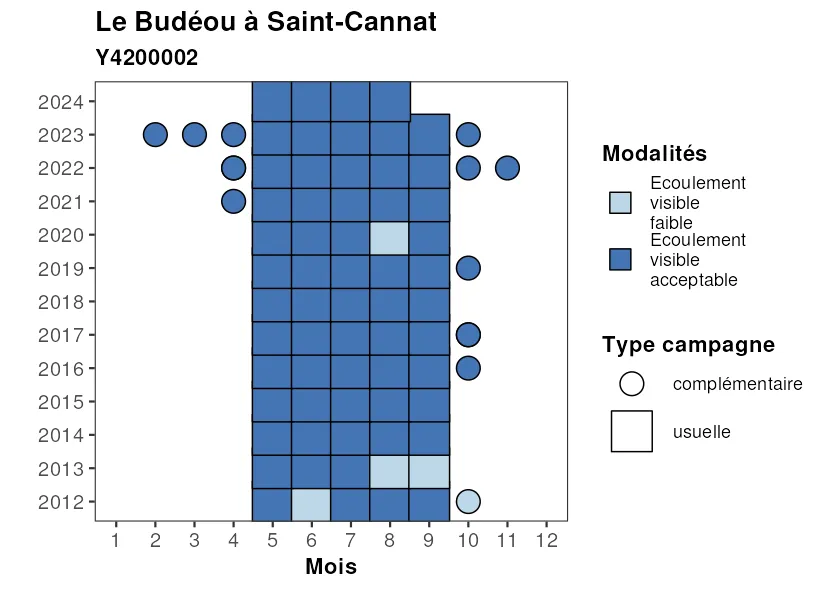 Le Budéou à Saint-Cannat
Y4200002
2024
2023
2022
2021
2020
2019
2018
2017
2016
2015
2014
2013
2012
1 2 3 4 5 6 7 8 9 10 11 12
Mois
Modalités
Ecoulement
visible
faible
Ecoulement
visible
acceptable
Type campagne
complémentaire
usuelle